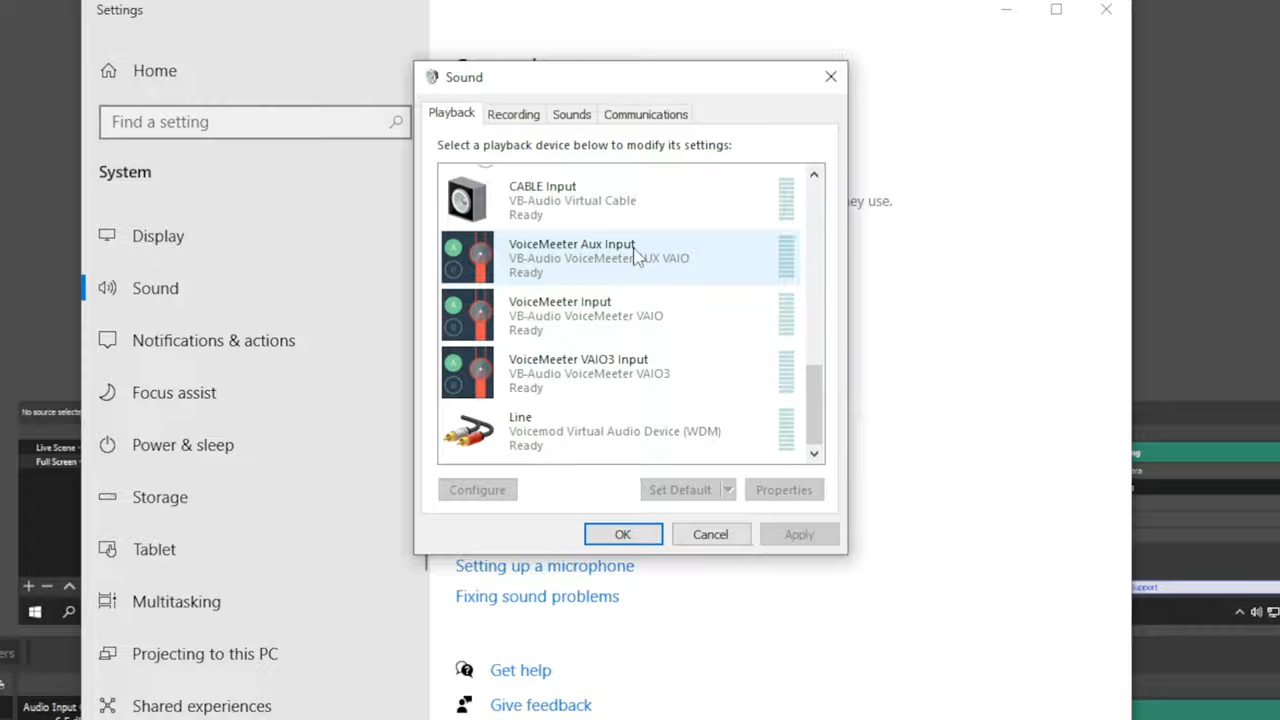 Settings
Home
Find a setting
System
Display
Sound
Notifications & actions
Focus assist
Power & sleep
Storage
Tablet
Multitasking
Projecting to this PC
Shared experiences
Sound
Playback
Recording
Sounds
Communications
Select a playback device below to modify its settings:
CABLE Input
VB-Audio Virtual Cable
Ready
VoiceMeeter Aux Input
VB-Audio VoiceMeeter AUX VAIO
Ready
VoiceMeeter Input
VB-Audio VoiceMeeter VAIO
Ready
VoiceMeeter VAIO3 Input
VB-Audio VoiceMeeter VAIO3
Ready
Line
Voicemod Virtual Audio Device (WDM)
Ready
Configure
Set Default
Properties
OK
Cancel
Apply
ey use.
Setting up a microphone
Fixing sound problems
Get help
Give feedback
No source selecte
Live Scene
Full Screen
Audio Input